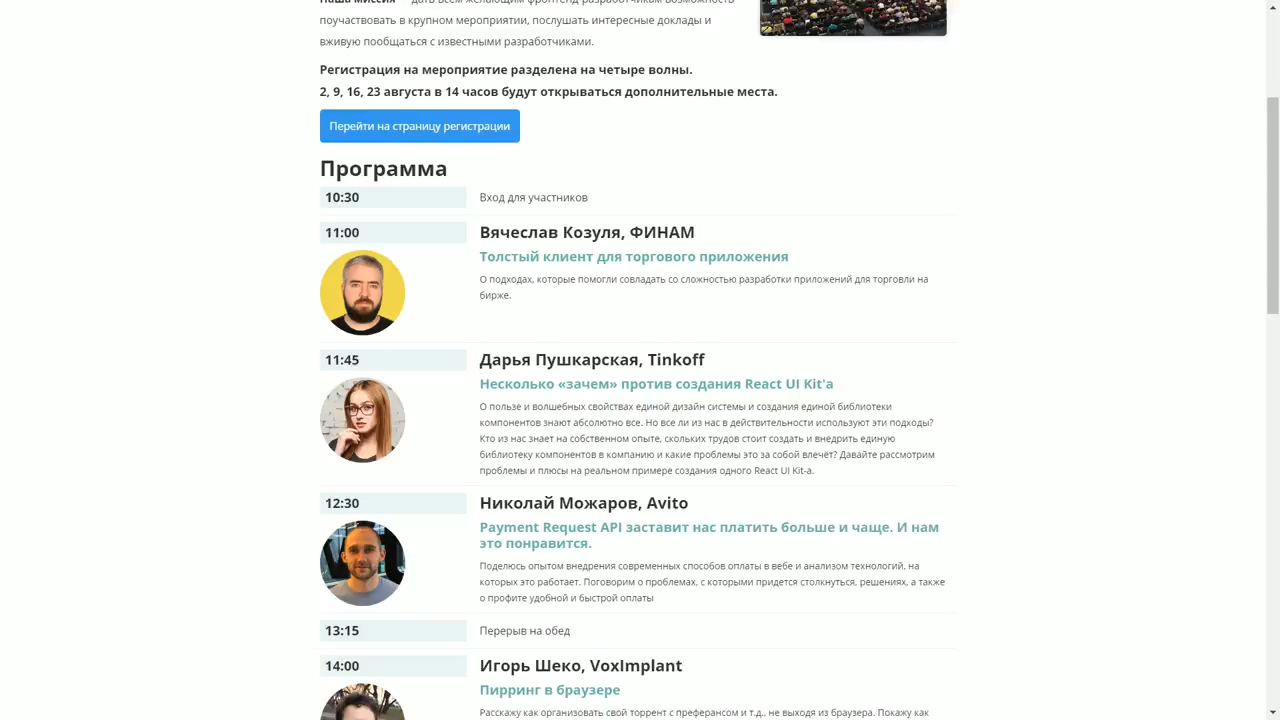 Наша миссия — дать всем желающим фронтенд разработчикам возможность
поучаствовать в крупном мероприятии, послушать интересные доклады и
вживую пообщаться с известными разработчиками.
Регистрация на мероприятие разделена на четыре волны.
2, 9, 16, 23 августа в 14 часов будут открываться дополнительные места.
Перейти на страницу регистрации
Программа
10:30
Вход для участников
11:00
Вячеслав Козуля, ФИНАМ
Толстый клиент для торгового приложения
О подходах, которые помогли совладать со сложностью разработки приложений для торговли на
бирже.
11:45
Дарья Пушкарская, Tinkoff
Несколько «зачем» против создания React UI Kit'а
О пользе и волшебных свойствах единой дизайн системы и создания единой библиотеки
компонентов знают абсолютно все. Но все ли из нас в действительности используют эти подходы?
Кто из нас знает на собственном опыте, скольких трудов стоит создать и внедрить единую
библиотеку компонентов в компанию и какие проблемы это за собой влечёт? Давайте рассмотрим
проблемы и плюсы на реальном примере создания одного React UI Kit-а.
12:30
Николай Можаров, Avito
Payment Request API заставит нас платить больше и чаще. И нам
это понравится.
Поделюсь опытом внедрения современных способов оплаты в вебе и анализом технологий, на
которых это работает. Поговорим о проблемах, с которыми придется столкнуться, решениях, а также
о профите удобной и быстрой оплаты
13:15
Перерыв на обед
14:00
Игорь Шеко, VoxImplant
Пирринг в браузере
Расскажу как организовать свой торрент с преферансом и т.д., не выходя из браузера. Покажу как